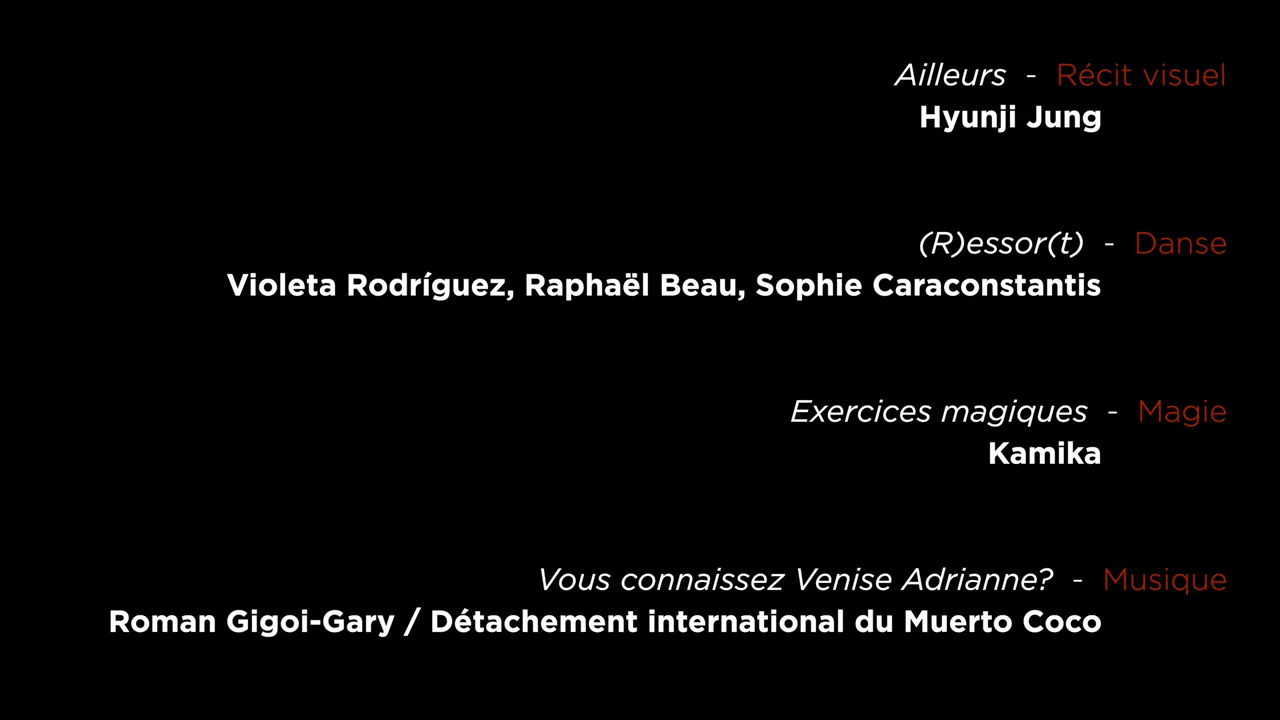 Ailleurs - Récit visuel
Hyunji Jung
(R)essor(t) - Danse
Violeta Rodríguez, Raphaël Beau, Sophie Caraconstantis
Exercices magiques - Magie
Kamika
Vous connaissez Venise Adrianne? - Musique
Roman Gigoi-Gary / Détachement international du Muerto Coco